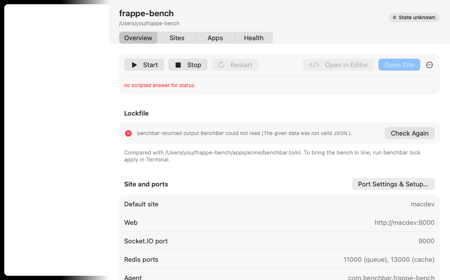 frappe-bench
/Users/you/frappe-bench
State unknown
Overview Sites Apps Health
Start Stop Restart Open in Editor Open Site
no scripted answer for status
Lockfile
benchbar returned output BenchBar could not read (The given data was not valid JSON.). Check Again
Compared with /Users/you/frappe-bench/apps/acme/benchbar.toml. To bring the bench in line, run benchbar lock
apply in Terminal.
Site and ports Port Settings & Setup...
Default site macdev
Web http://macdev:8000
Socket.IO port 9000
Redis ports 11000 (queue), 13000 (cache)
Agent com.benchbar.frappe-bench